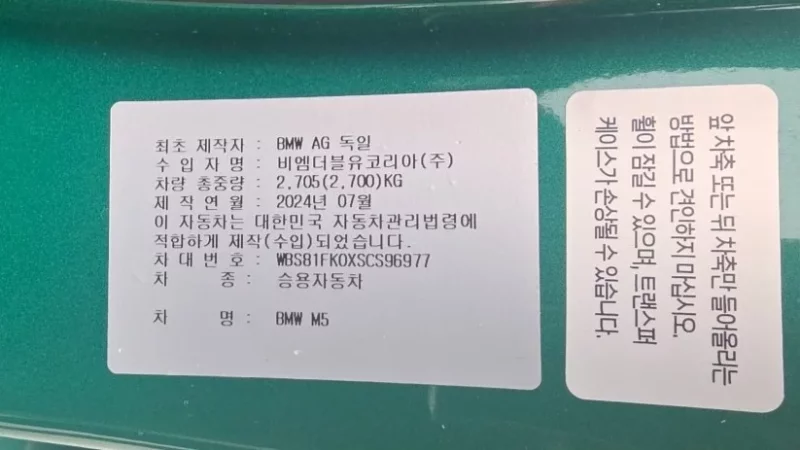 최초 제작자 : BMW AG 독일
수 입 자 명 : 비엠더블유코리아(주)
차량 총중량 : 2,705(2,700)KG
제 작 연 월 : 2024년 07월
이 자동차는 대한민국 자동차관리법령에
적합하게 제작(수입)되었습니다.
차 대 번 호 : WBS81FK0XSCS96977
차 종 : 승용자동차
차 명 : BMW M5
앞 차축 또는 뒤 차축만 들어올리는
방법으로 견인하지 마십시오.
휠이 잠길 수 있으며, 트랜스퍼
케이스가 손상될 수 있습니다.